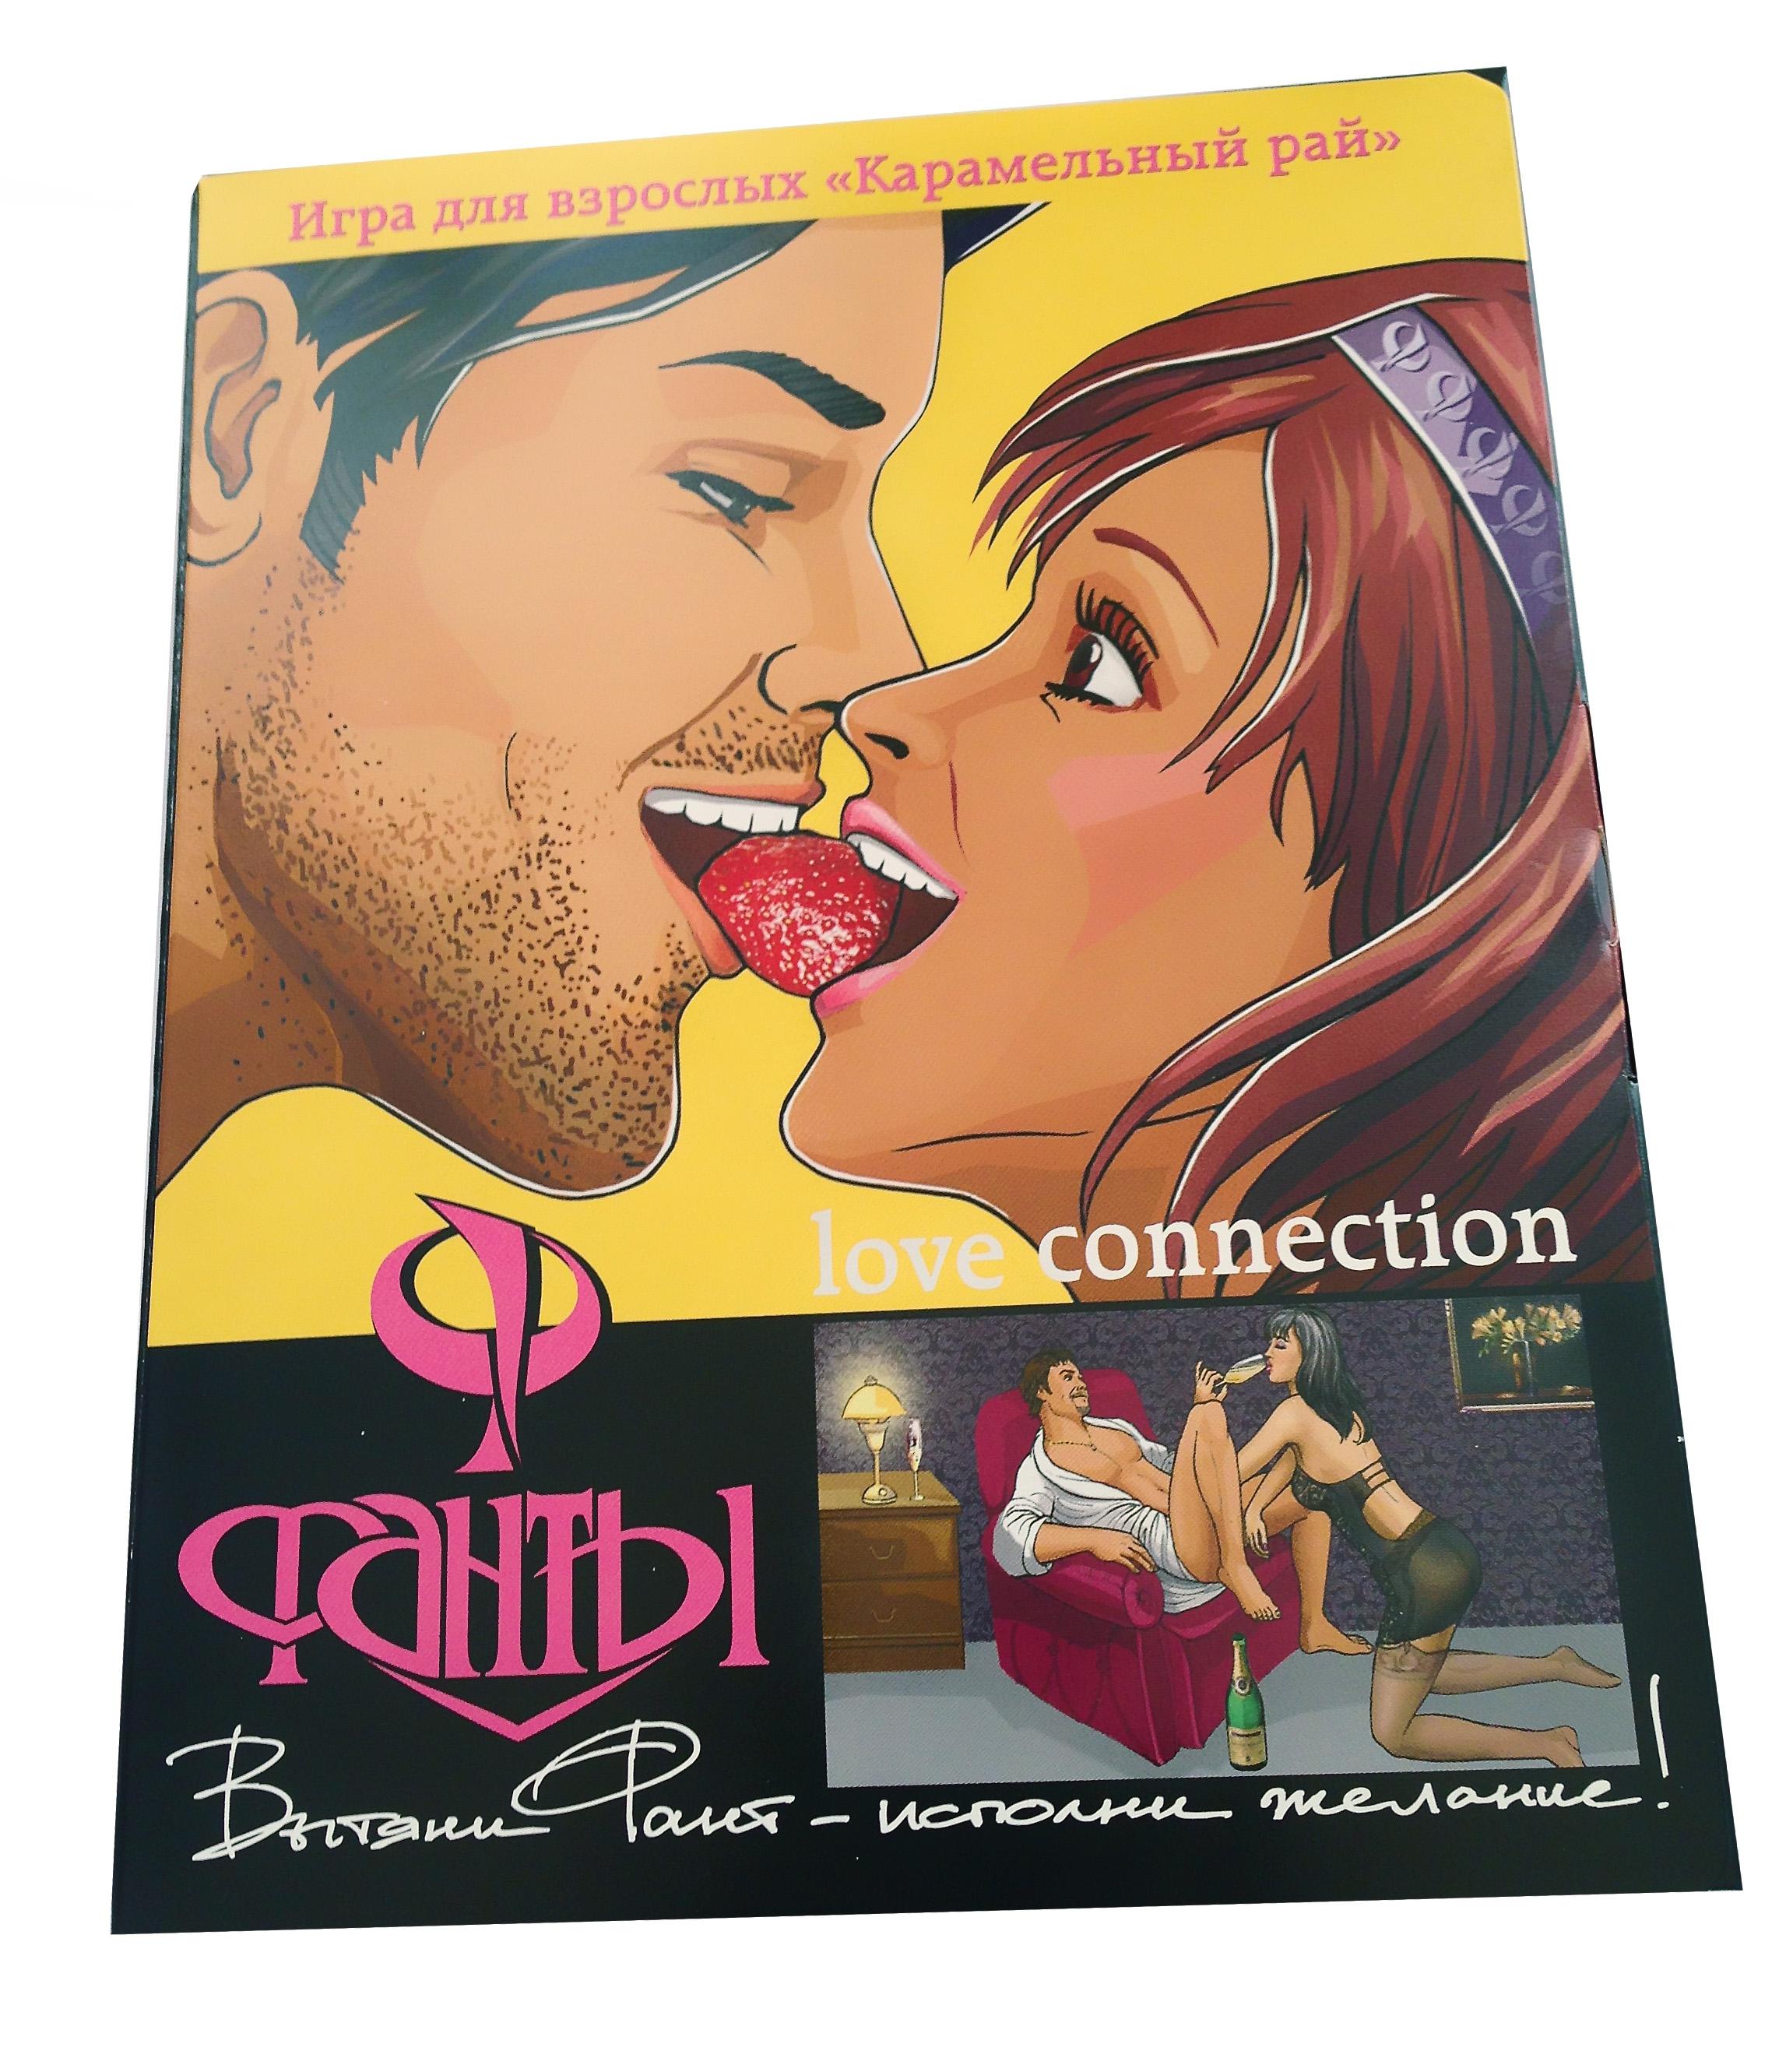 Игра для взрослых «Карамельный рай»
love connection
Ф
Фанты
Вытяни Фант – исполни желание!